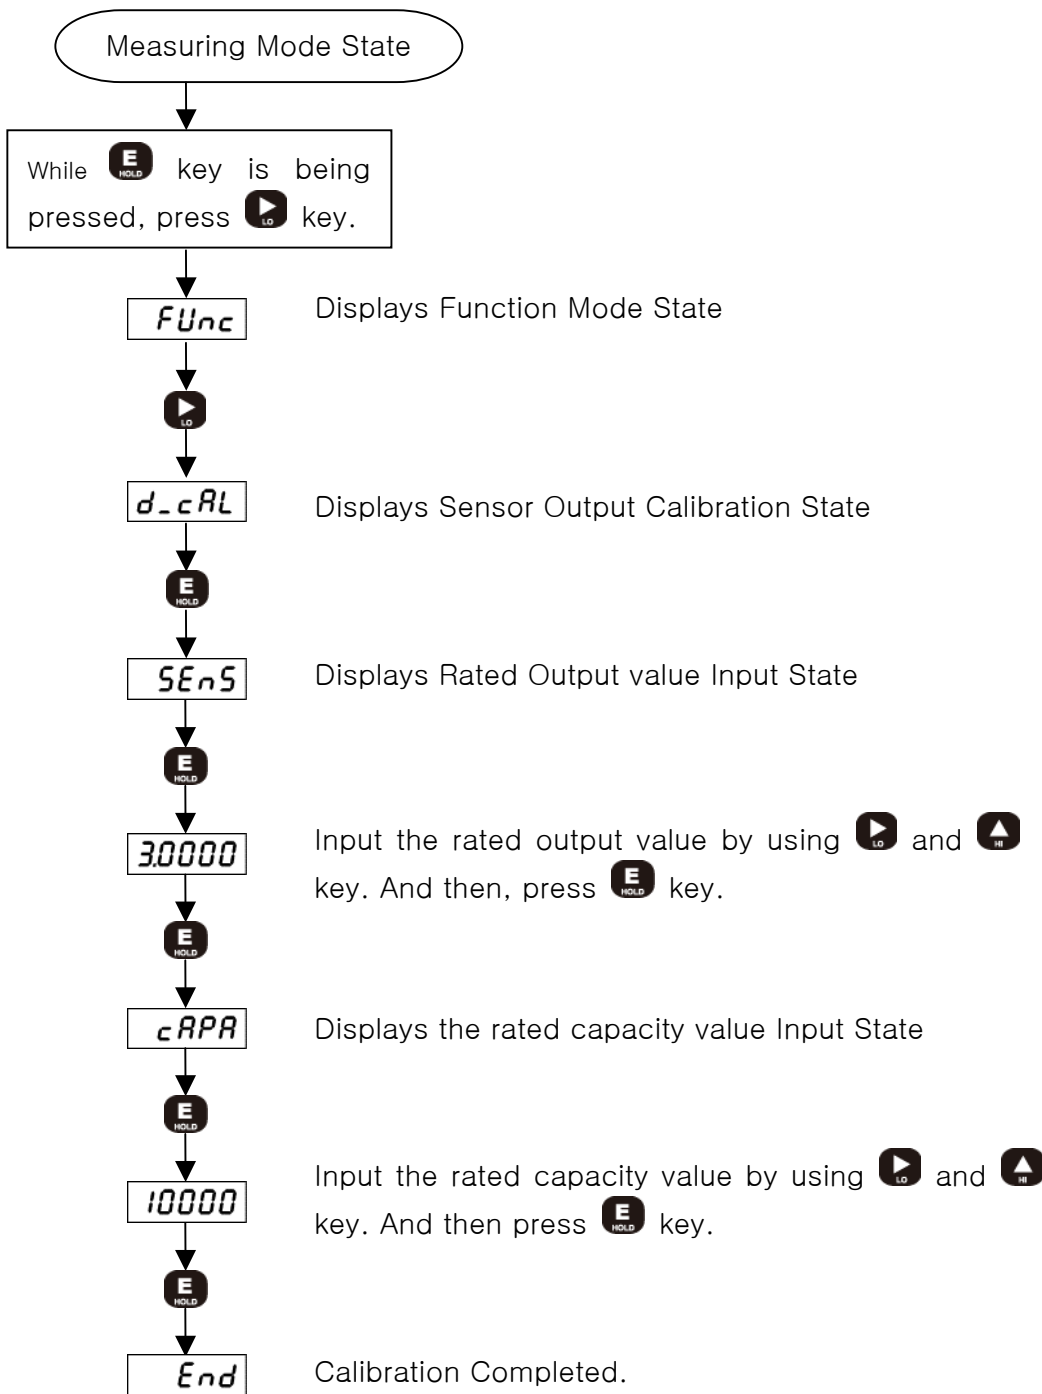 Measuring Mode State
While E HOLD key is being
pressed, press LO key.
FUnc
Displays Function Mode State
LO
d_cAL
Displays Sensor Output Calibration State
E
HOLD
SEnS
Displays Rated Output value Input State
E
HOLD
3.0000
Input the rated output value by using LO and HI
key. And then, press E HOLD key.
E
HOLD
cAPA
Displays the rated capacity value Input State
E
HOLD
10000
Input the rated capacity value by using LO and HI
key. And then press E HOLD key.
E
HOLD
End
Calibration Completed.